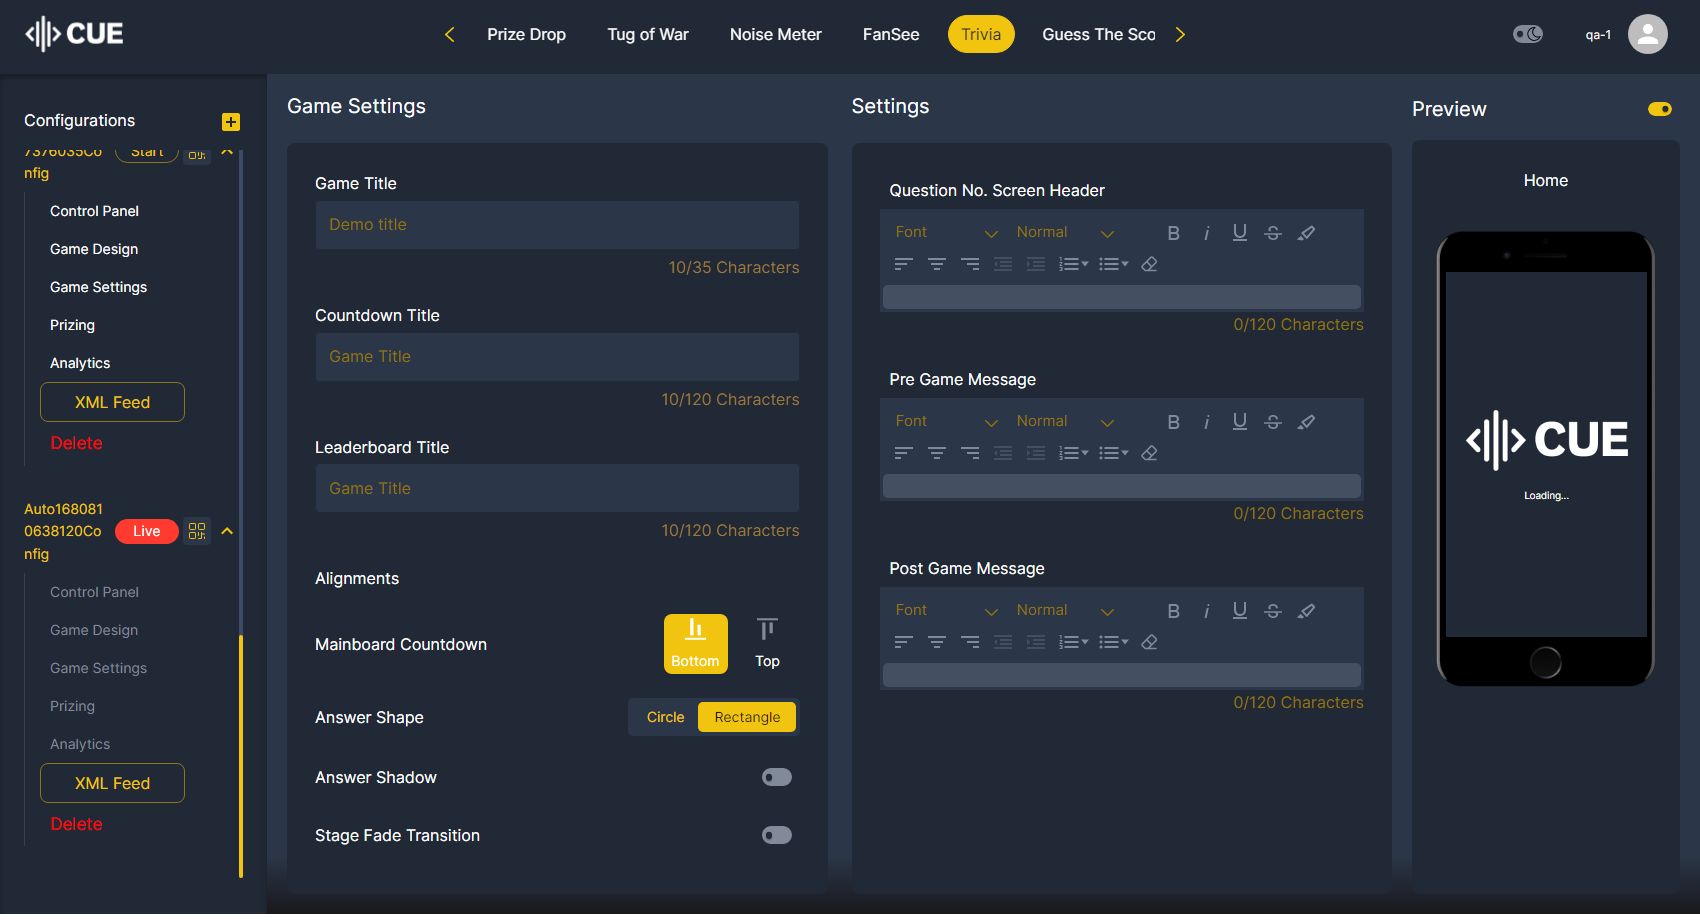 CUE
Prize Drop
Tug of War
Noise Meter
FanSee
Trivia
Guess The Sco
qa-1
Configurations
7376035Co
nfig
Start
Control Panel
Game Design
Game Settings
Prizing
Analytics
XML Feed
Delete
Auto168081
0638120Co
nfig
Live
Control Panel
Game Design
Game Settings
Prizing
Analytics
XML Feed
Delete
Game Settings
Game Title
Demo title
10/35 Characters
Countdown Title
Game Title
10/120 Characters
Leaderboard Title
Game Title
10/120 Characters
Alignments
Mainboard Countdown
Bottom
Top
Answer Shape
Circle
Rectangle
Answer Shadow
Stage Fade Transition
Settings
Question No. Screen Header
Font
Normal
B i U S
0/120 Characters
Pre Game Message
Font
Normal
B i U S
0/120 Characters
Post Game Message
Font
Normal
B i U S
0/120 Characters
Preview
Home
CUE
Loading...